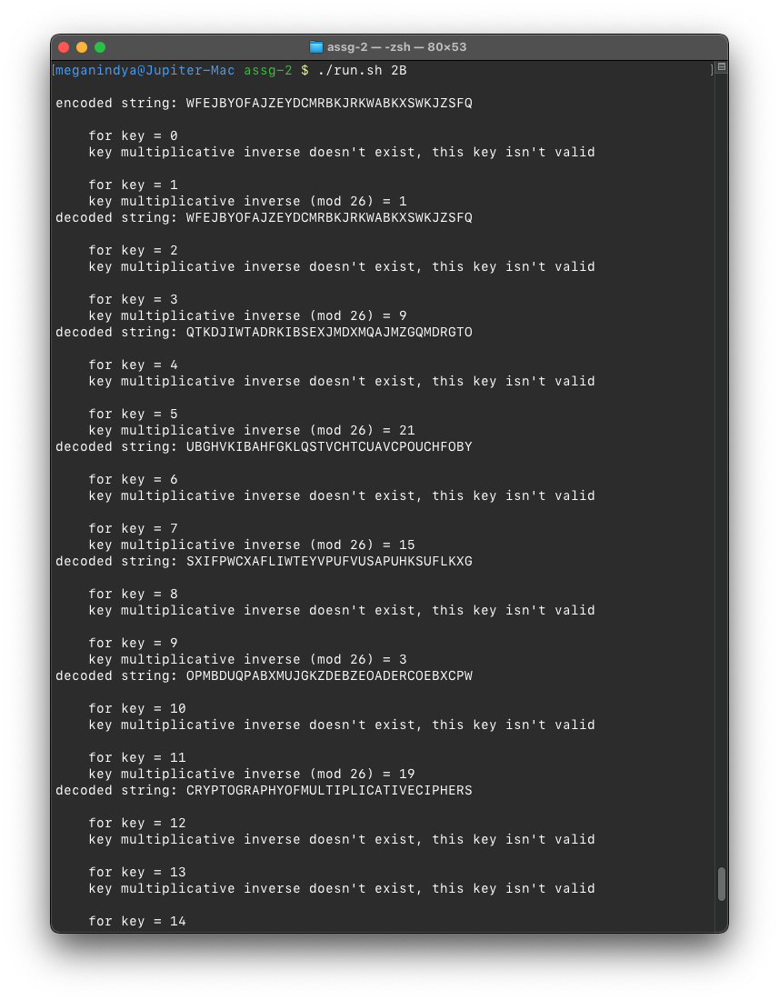 assg-2 — -zsh — 80×53
[meganindya@Jupiter-Mac assg-2 $ ./run.sh 2B ]
encoded string: WFEJBYOFAJZEYDCMRBKJRKWABKXSWKJZSFQ
for key = 0
key multiplicative inverse doesn't exist, this key isn't valid
for key = 1
key multiplicative inverse (mod 26) = 1
decoded string: WFEJBYOFAJZEYDCMRBKJRKWABKXSWKJZSFQ
for key = 2
key multiplicative inverse doesn't exist, this key isn't valid
for key = 3
key multiplicative inverse (mod 26) = 9
decoded string: QTKDJIWTADRKIBSEXJMDXMQAJMZGQMDRGTO
for key = 4
key multiplicative inverse doesn't exist, this key isn't valid
for key = 5
key multiplicative inverse (mod 26) = 21
decoded string: UBGHVKIBAHFGKLQSTVCHTCUAVCPOUCHFOBY
for key = 6
key multiplicative inverse doesn't exist, this key isn't valid
for key = 7
key multiplicative inverse (mod 26) = 15
decoded string: SXIFPWCXAFLIWTEYVPUFVUSAPUHKSUFLKXG
for key = 8
key multiplicative inverse doesn't exist, this key isn't valid
for key = 9
key multiplicative inverse (mod 26) = 3
decoded string: OPMBDUQPABXMUJGKZDEBZEOADERCOEBXCPW
for key = 10
key multiplicative inverse doesn't exist, this key isn't valid
for key = 11
key multiplicative inverse (mod 26) = 19
decoded string: CRYPTOGRAPHYOFMULTIPLICATIVECIPHERS
for key = 12
key multiplicative inverse doesn't exist, this key isn't valid
for key = 13
key multiplicative inverse doesn't exist, this key isn't valid
for key = 14